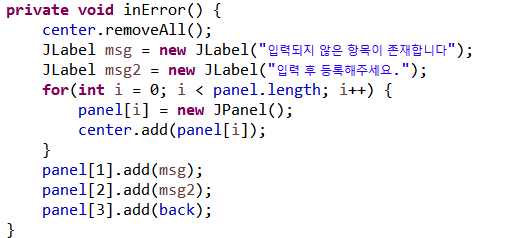 private void inError() {
center.removeAll();
JLabel msg = new JLabel("입력되지 않은 항목이 존재합니다");
JLabel msg2 = new JLabel("입력 후 등록해주세요.");
for(int i = 0; i < panel.length; i++) {
panel[i] = new JPanel();
center.add(panel[i]);
}
panel[1].add(msg);
panel[2].add(msg2);
panel[3].add(back);
}